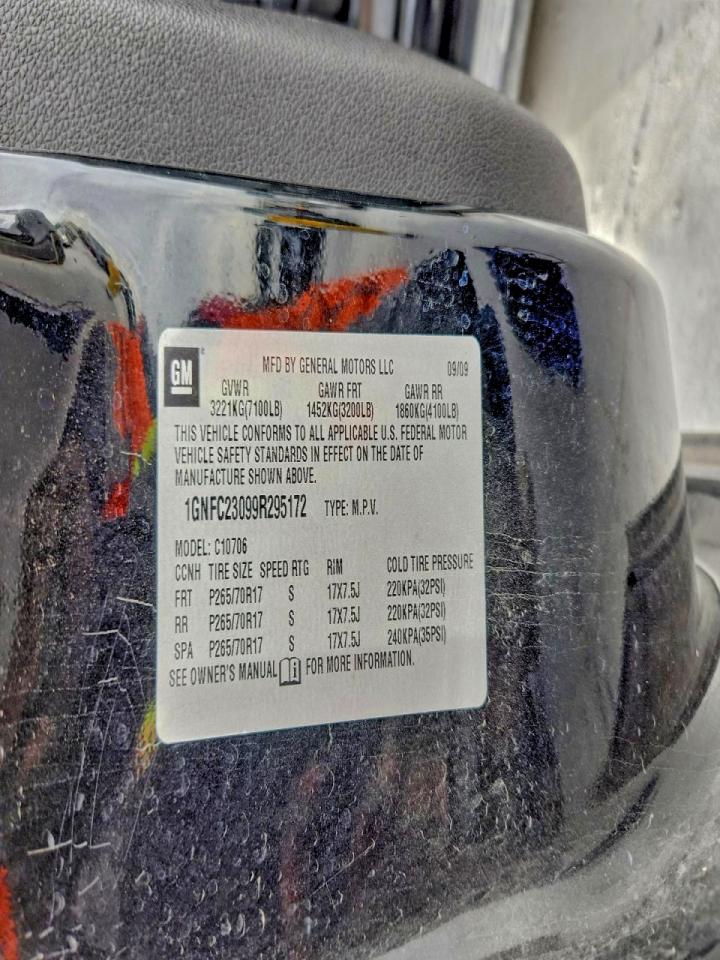 GM
MFD BY GENERAL MOTORS LLC 09/09
GVWR GAWR FRT GAWR RR
3221KG(7100LB) 1452KG(3200LB) 1860KG(4100LB)
THIS VEHICLE CONFORMS TO ALL APPLICABLE U.S. FEDERAL MOTOR
VEHICLE SAFETY STANDARDS IN EFFECT ON THE DATE OF
MANUFACTURE SHOWN ABOVE.
1GNFC23099R295172 TYPE: M.P.V.
MODEL: C10706
CCNH TIRE SIZE SPEED RTG RIM COLD TIRE PRESSURE
FRT P265/70R17 S 17X7.5J 220KPA(32PSI)
RR P265/70R17 S 17X7.5J 220KPA(32PSI)
SPA P265/70R17 S 17X7.5J 240KPA(35PSI)
SEE OWNER'S MANUAL FOR MORE INFORMATION.